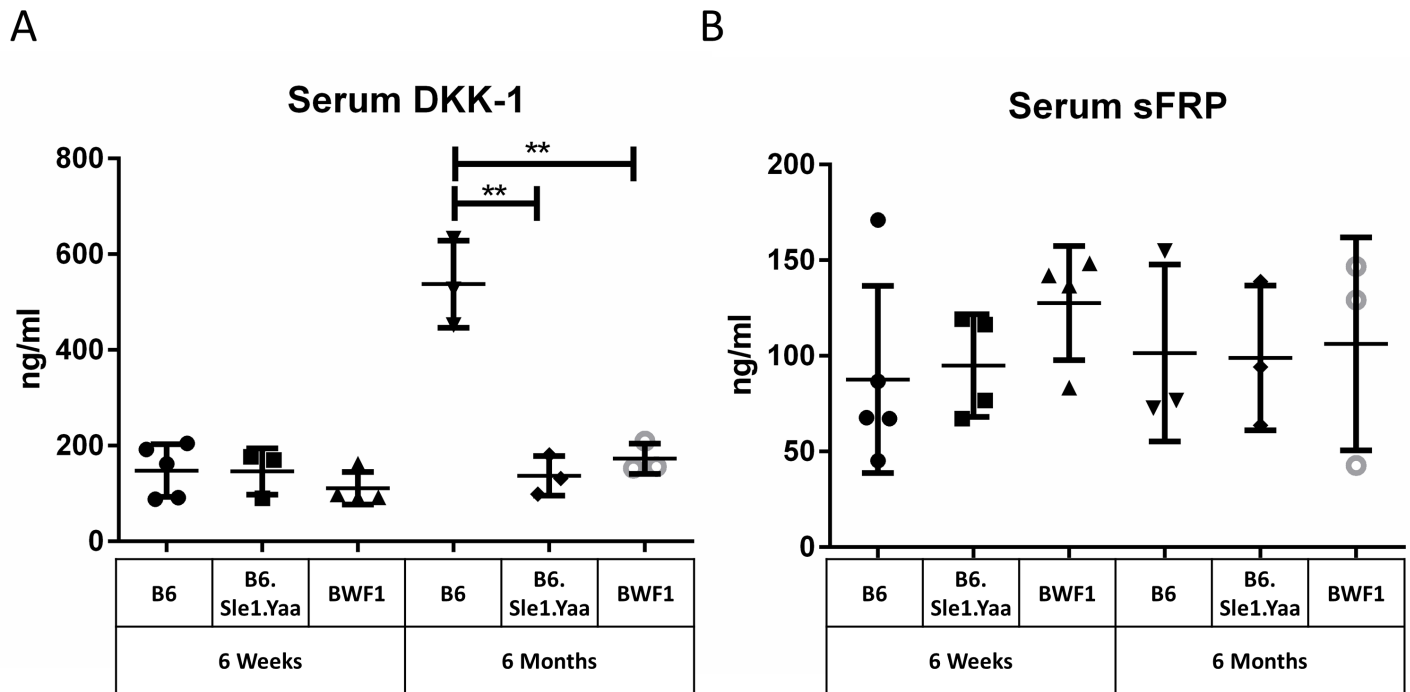 A
Serum DKK-1
ng/ml
800
600
400
200
0
**
**
B6
B6.
Sle1.Yaa
BWF1
B6
B6.
Sle1.Yaa
BWF1
6 Weeks
6 Months
B
Serum sFRP
ng/ml
200
150
100
50
0
B6
B6.
Sle1.Yaa
BWF1
B6
B6.
Sle1.Yaa
BWF1
6 Weeks
6 Months